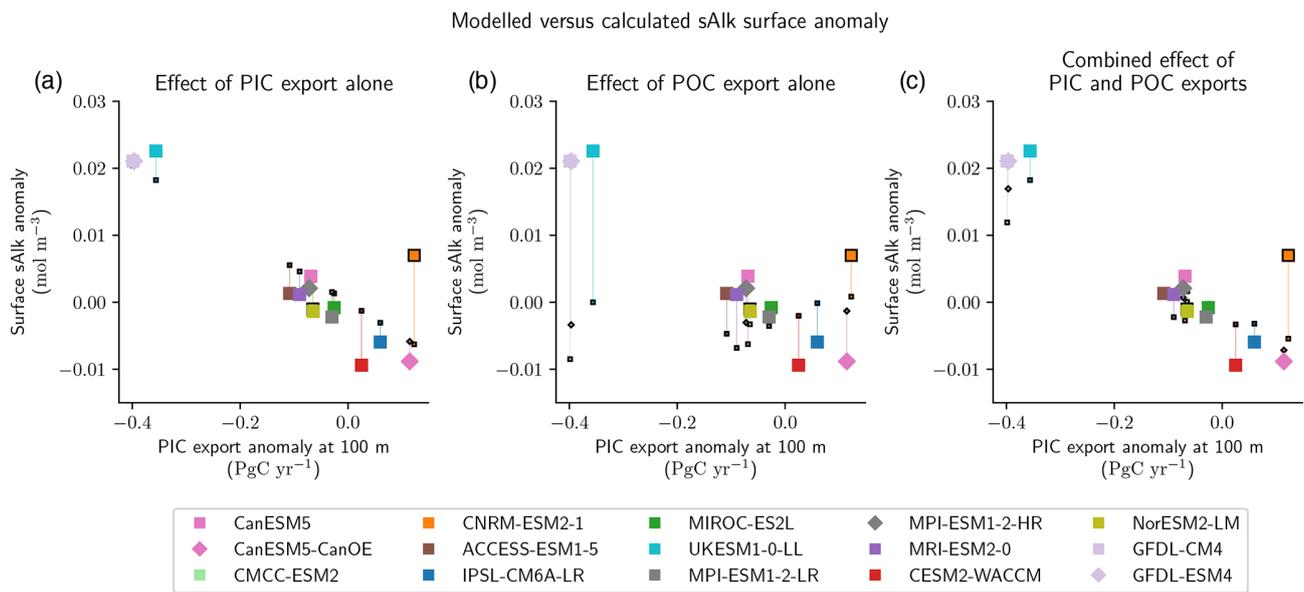 Modelled versus calculated sAlk surface anomaly
(a)
Effect of PIC export alone
0.03
0.02
0.01
0.00
−0.01
Surface sAlk anomaly
(mol m−3)
−0.4
−0.2
0.0
PIC export anomaly at 100 m
(PgC yr−1)
(b)
Effect of POC export alone
0.03
0.02
0.01
0.00
−0.01
Surface sAlk anomaly
(mol m−3)
−0.4
−0.2
0.0
PIC export anomaly at 100 m
(PgC yr−1)
(c)
Combined effect of
PIC and POC exports
0.03
0.02
0.01
0.00
−0.01
Surface sAlk anomaly
(mol m−3)
−0.4
−0.2
0.0
PIC export anomaly at 100 m
(PgC yr−1)
CanESM5
CanESM5-CanOE
CMCC-ESM2
CNRM-ESM2-1
ACCESS-ESM1-5
IPSL-CM6A-LR
MIROC-ES2L
UKESM1-0-LL
MPI-ESM1-2-LR
MPI-ESM1-2-HR
MRI-ESM2-0
CESM2-WACCM
NorESM2-LM
GFDL-CM4
GFDL-ESM4